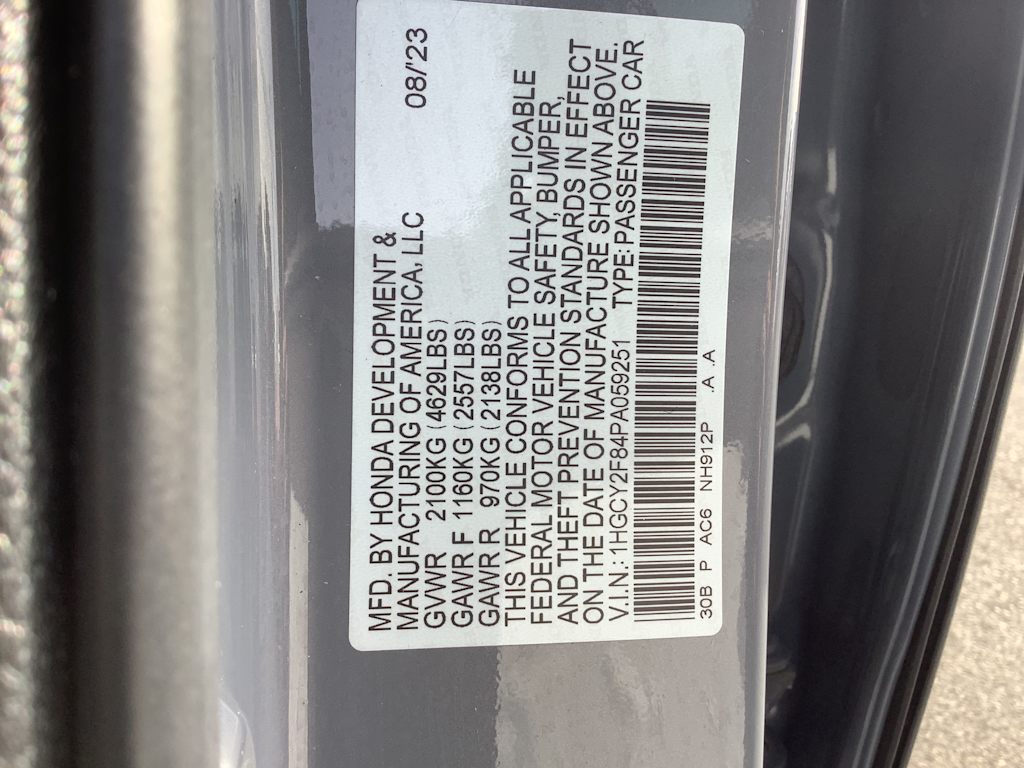 MFD. BY HONDA DEVELOPMENT &
MANUFACTURING OF AMERICA. LLC 08/'23
GVWR 2100KG (4629LBS)
GAWR F 1160KG (2557LBS)
GAWR R 970KG (2138LBS)
THIS VEHICLE CONFORMS TO ALL APPLICABLE
FEDERAL MOTOR VEHICLE SAFETY, BUMPER,
AND THEFT PREVENTION STANDARDS IN EFFECT
ON THE DATE OF MANUFACTURE SHOWN ABOVE.
V.I.N.: 1HGCY2F84PA059251 TYPE: PASSENGER CAR
30B P AC6 NH912P .A .A